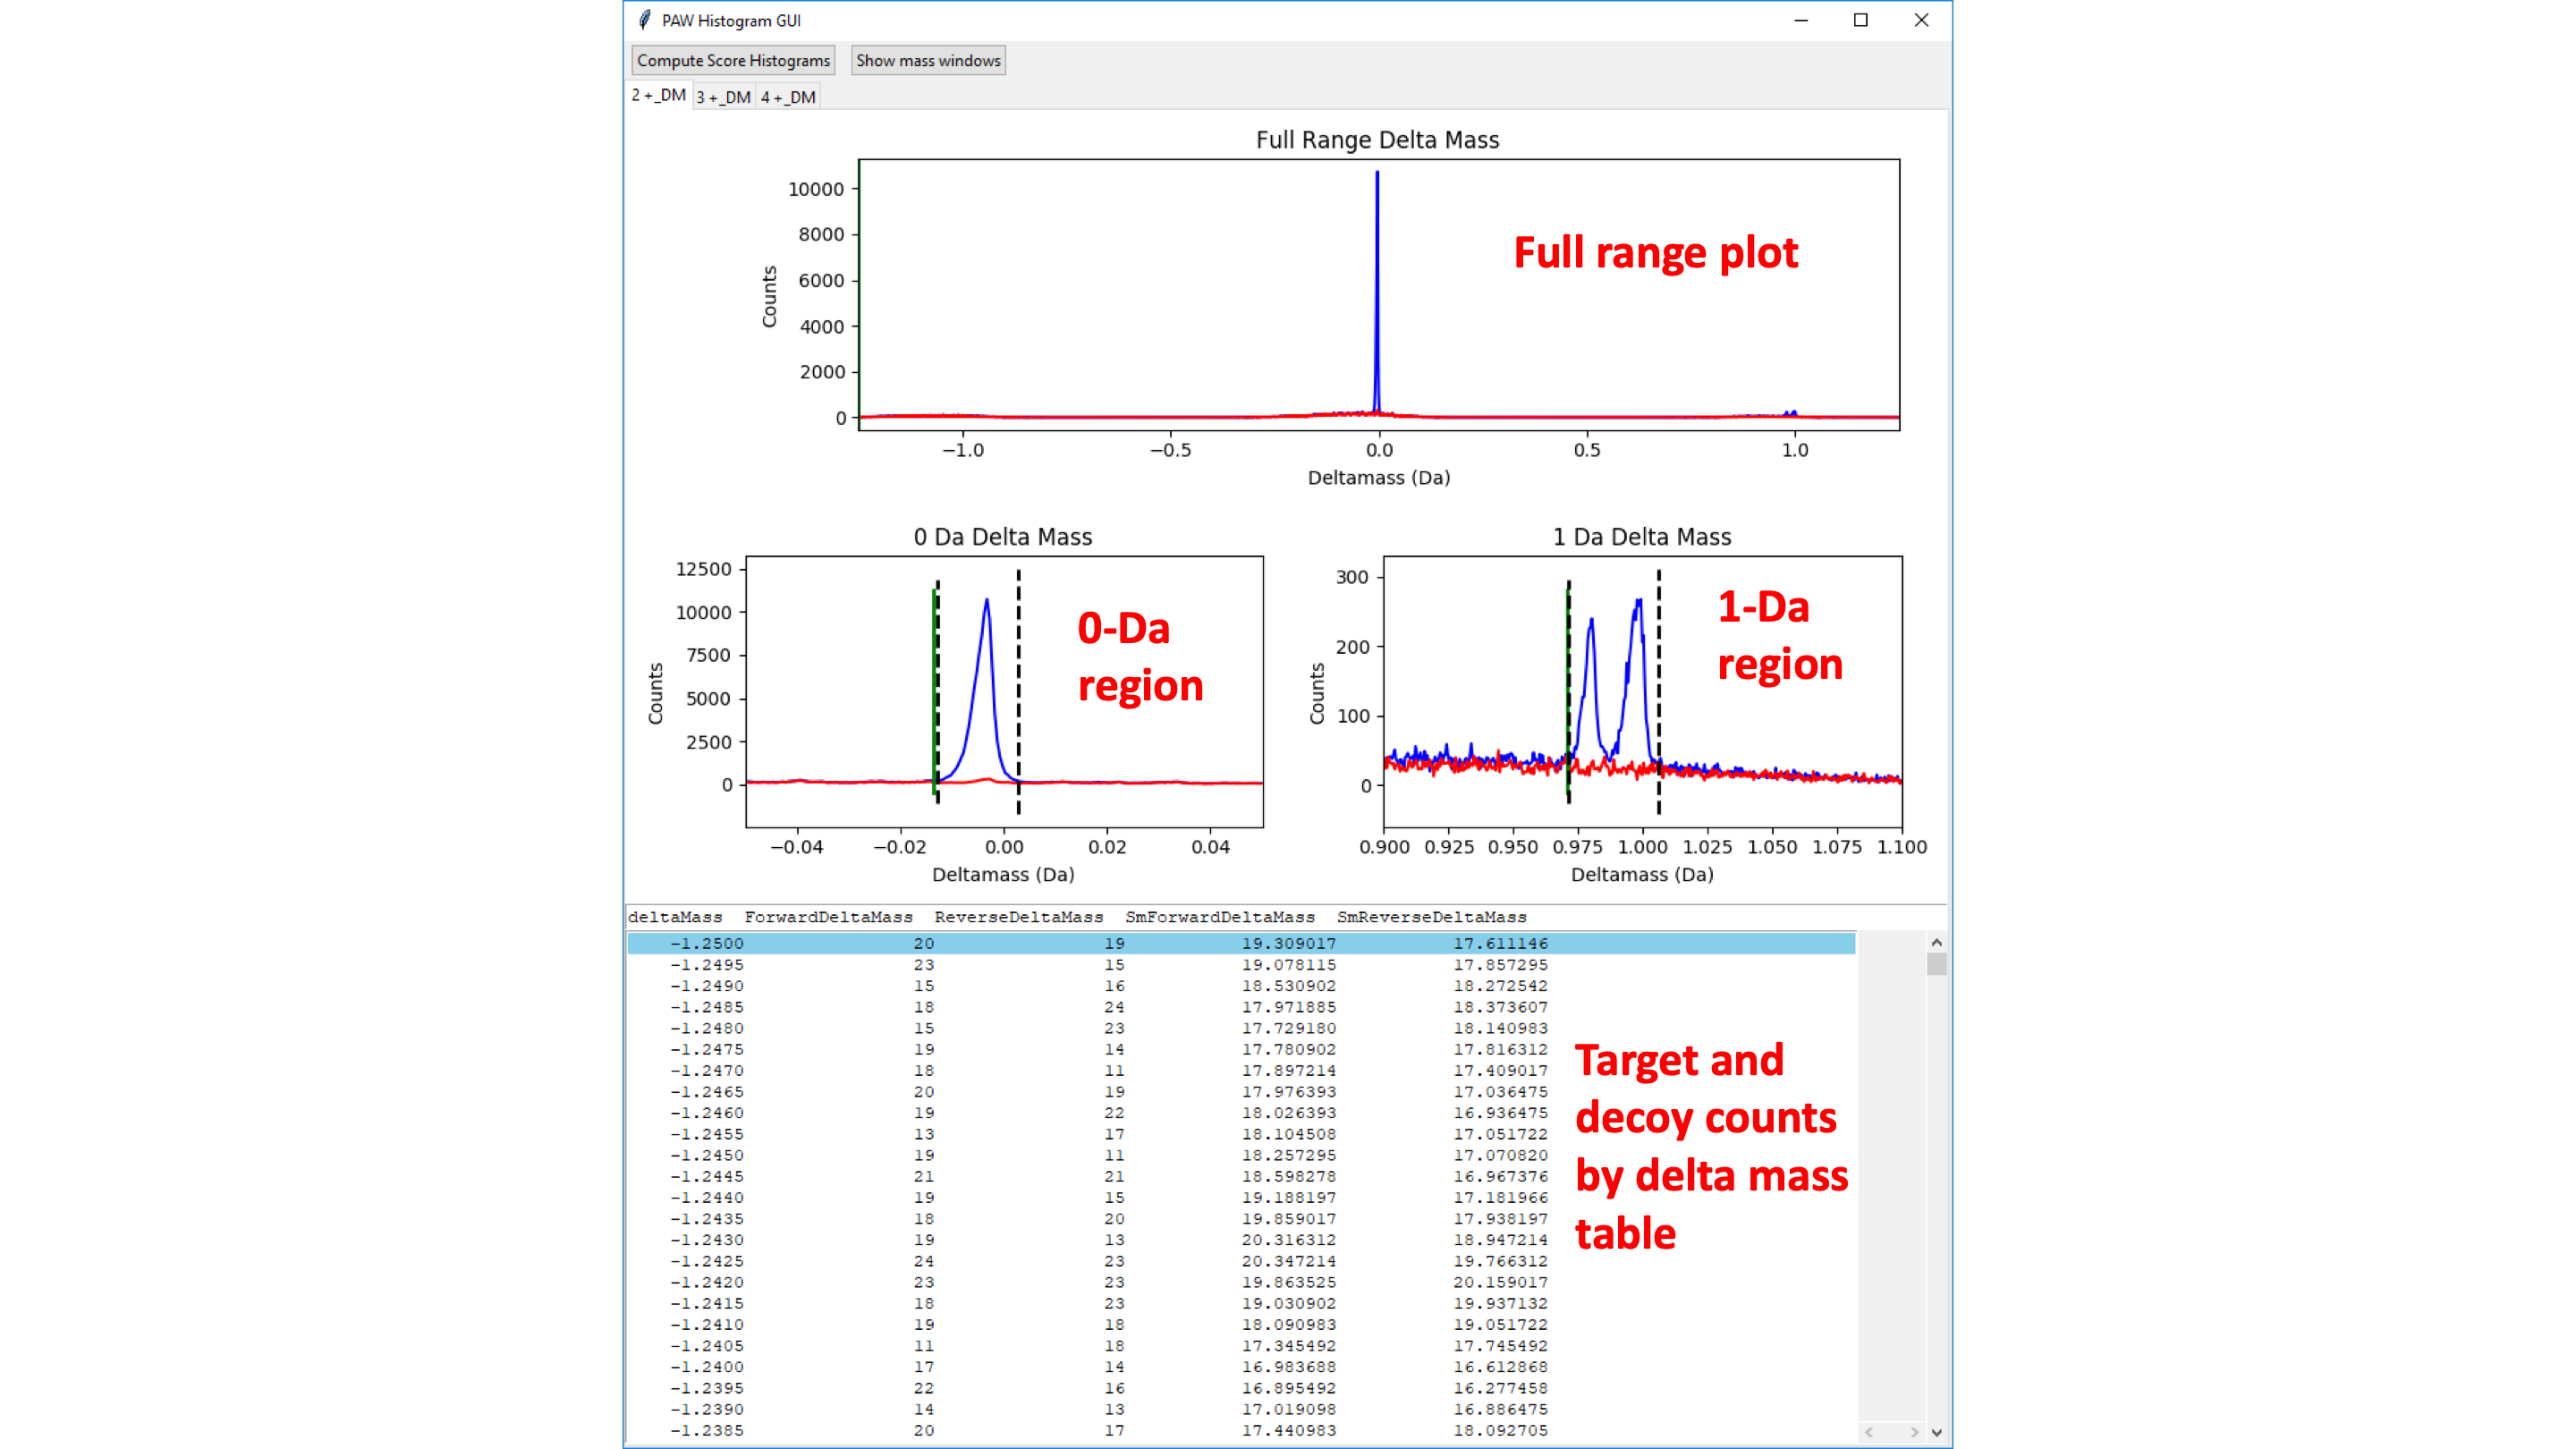 PAW Histogram GUI
Compute Score Histograms Show mass windows
2 +_DM 3 +_DM 4 +_DM
Full Range Delta Mass
10000
8000
6000
4000
2000
0
Counts
Full range plot
−1.0 −0.5 0.0 0.5 1.0
Deltamass (Da)
0 Da Delta Mass
12500
10000
7500
5000
2500
0
Counts
0-Da
region
−0.04 −0.02 0.00 0.02 0.04
Deltamass (Da)
1 Da Delta Mass
300
200
100
0
Counts
1-Da
region
0.900 0.925 0.950 0.975 1.000 1.025 1.050 1.075 1.100
Deltamass (Da)
deltaMass ForwardDeltaMass ReverseDeltaMass SmForwardDeltaMass SmReverseDeltaMass
-1.2500 20 19 19.309017 17.611146
-1.2495 23 15 19.078115 17.857295
-1.2490 15 16 18.530902 18.272542
-1.2485 18 24 17.971885 18.373607
-1.2480 15 23 17.729180 18.140983
-1.2475 19 14 17.780902 17.816312
-1.2470 18 11 17.897214 17.409017
-1.2465 20 19 17.976393 17.036475
-1.2460 19 22 18.026393 16.936475
-1.2455 13 17 18.104508 17.051722
-1.2450 19 11 18.257295 17.070820
-1.2445 21 21 18.598278 16.967376
-1.2440 19 15 19.188197 17.181966
-1.2435 18 20 19.859017 17.938197
-1.2430 19 13 20.316312 18.947214
-1.2425 24 23 20.347214 19.766312
-1.2420 23 23 19.863525 20.159017
-1.2415 18 23 19.030902 19.937132
-1.2410 19 18 18.090983 19.051722
-1.2405 11 18 17.345492 17.745492
-1.2400 17 14 16.983688 16.612868
-1.2395 22 16 16.895492 16.277458
-1.2390 14 13 17.019098 16.886475
-1.2385 20 17 17.440983 18.092705
Target and
decoy counts
by delta mass
table